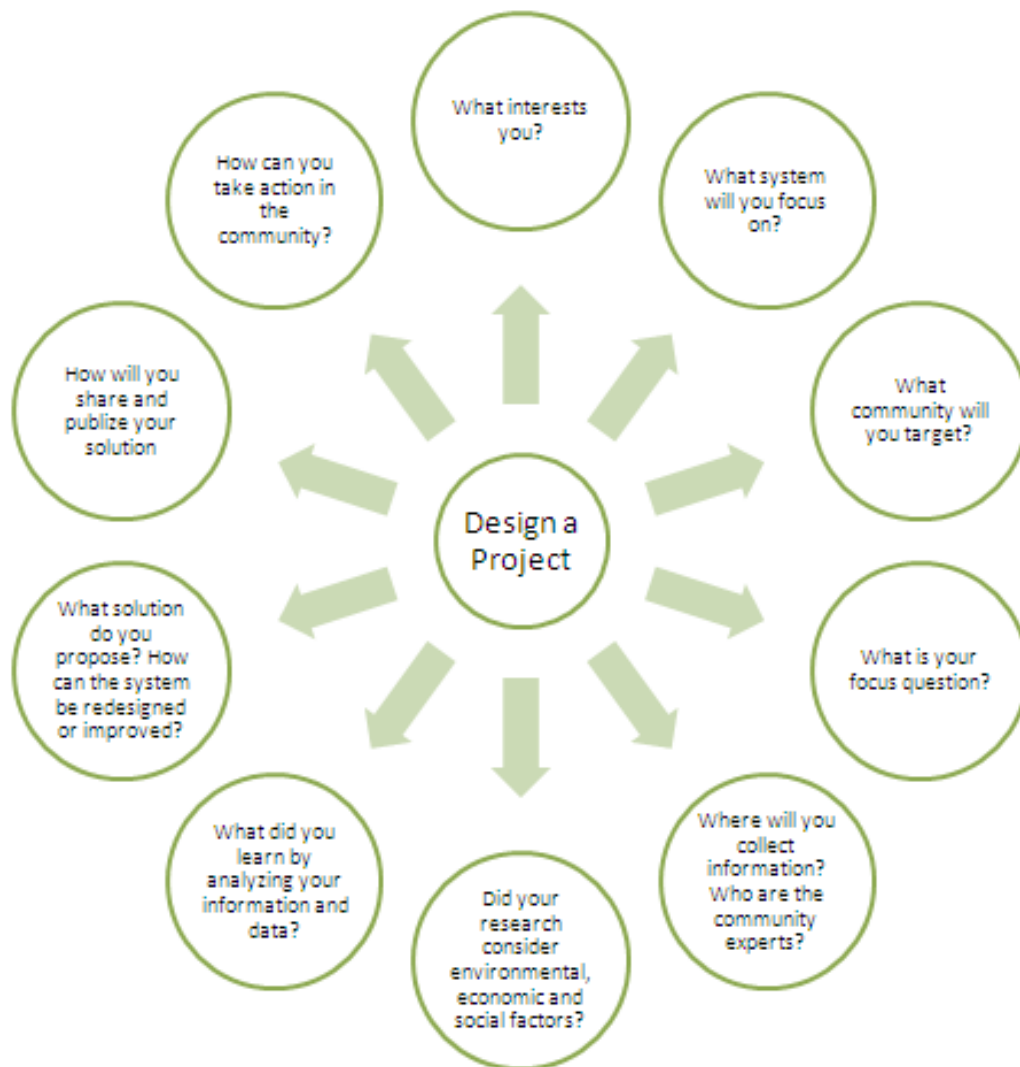 What interests
you?
What system
will you focus
on?
What
community will
you target?
What is your
focus question?
Where will you
collect
information?
Who are the
community
experts?
Did your
research
consider
environmental,
economic and
social factors?
What did you
learn by
analyzing your
information and
data?
What solution
do you
propose? How
can the system
be redesigned
or improved?
How will you
share and
publize your
solution
How can you
take action in
the
community?
Design a
Project